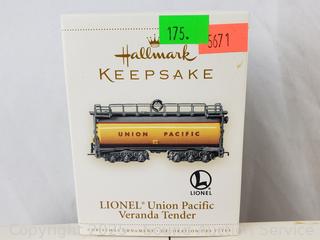 175.
5671
Hallmark
KEEPSAKE
UNION PACIFIC
L
LIONEL
LIONEL® Union Pacific
Veranda Tender